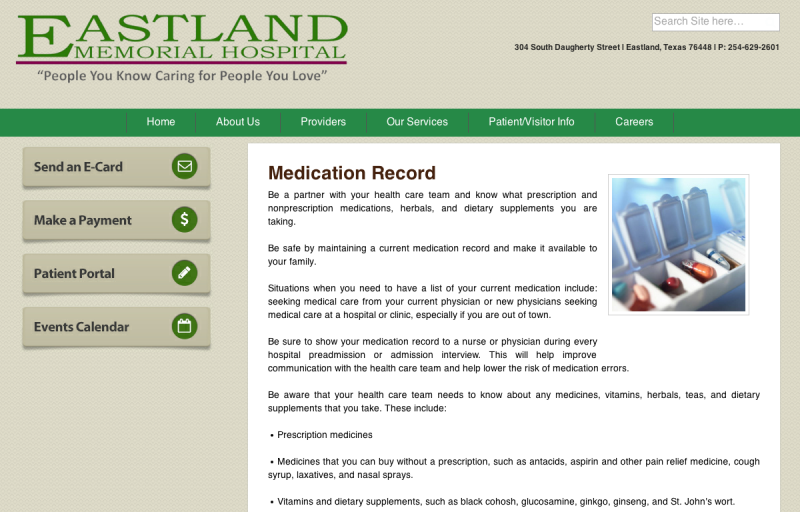 EASTLAND
MEMORIAL HOSPITAL
“People You Know Caring for People You Love”
Search Site here...
304 South Daugherty Street | Eastland, Texas 76448 | P: 254-629-2601
Home About Us Providers Our Services Patient/Visitor Info Careers
Send an E-Card
Make a Payment
Patient Portal
Events Calendar
Medication Record
Be a partner with your health care team and know what prescription and
nonprescription medications, herbals, and dietary supplements you are
taking.
Be safe by maintaining a current medication record and make it available to
your family.
Situations when you need to have a list of your current medication include:
seeking medical care from your current physician or new physicians seeking
medical care at a hospital or clinic, especially if you are out of town.
Be sure to show your medication record to a nurse or physician during every
hospital preadmission or admission interview. This will help improve
communication with the health care team and help lower the risk of medication errors.
Be aware that your health care team needs to know about any medicines, vitamins, herbals, teas, and dietary
supplements that you take. These include:
• Prescription medicines
• Medicines that you can buy without a prescription, such as antacids, aspirin and other pain relief medicine, cough
syrup, laxatives, and nasal sprays.
• Vitamins and dietary supplements, such as black cohosh, glucosamine, ginkgo, ginseng, and St. John’s wort.